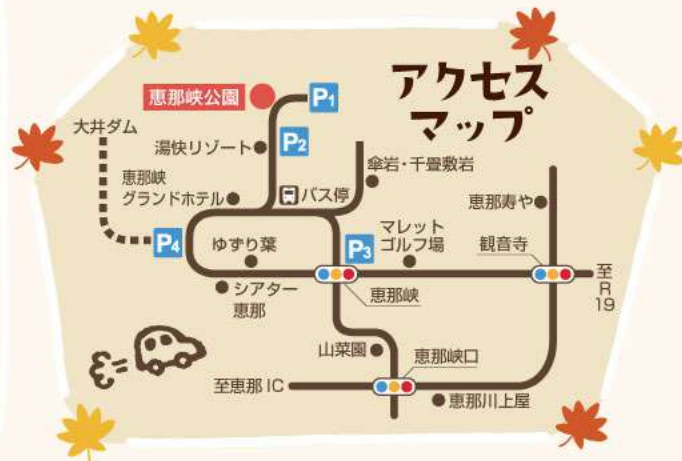 アクセス
マップ
恵那峡公園
P1
大井ダム
湯快リゾート
P2
傘岩・千畳敷岩
恵那峡
グランドホテル
バス停
恵那寿や
P4
ゆずり葉
P3
マレット
ゴルフ場
観音寺
至
R
19
シアター
恵那
恵那峡
山菜園
恵那峡口
至恵那 IC
恵那川上屋